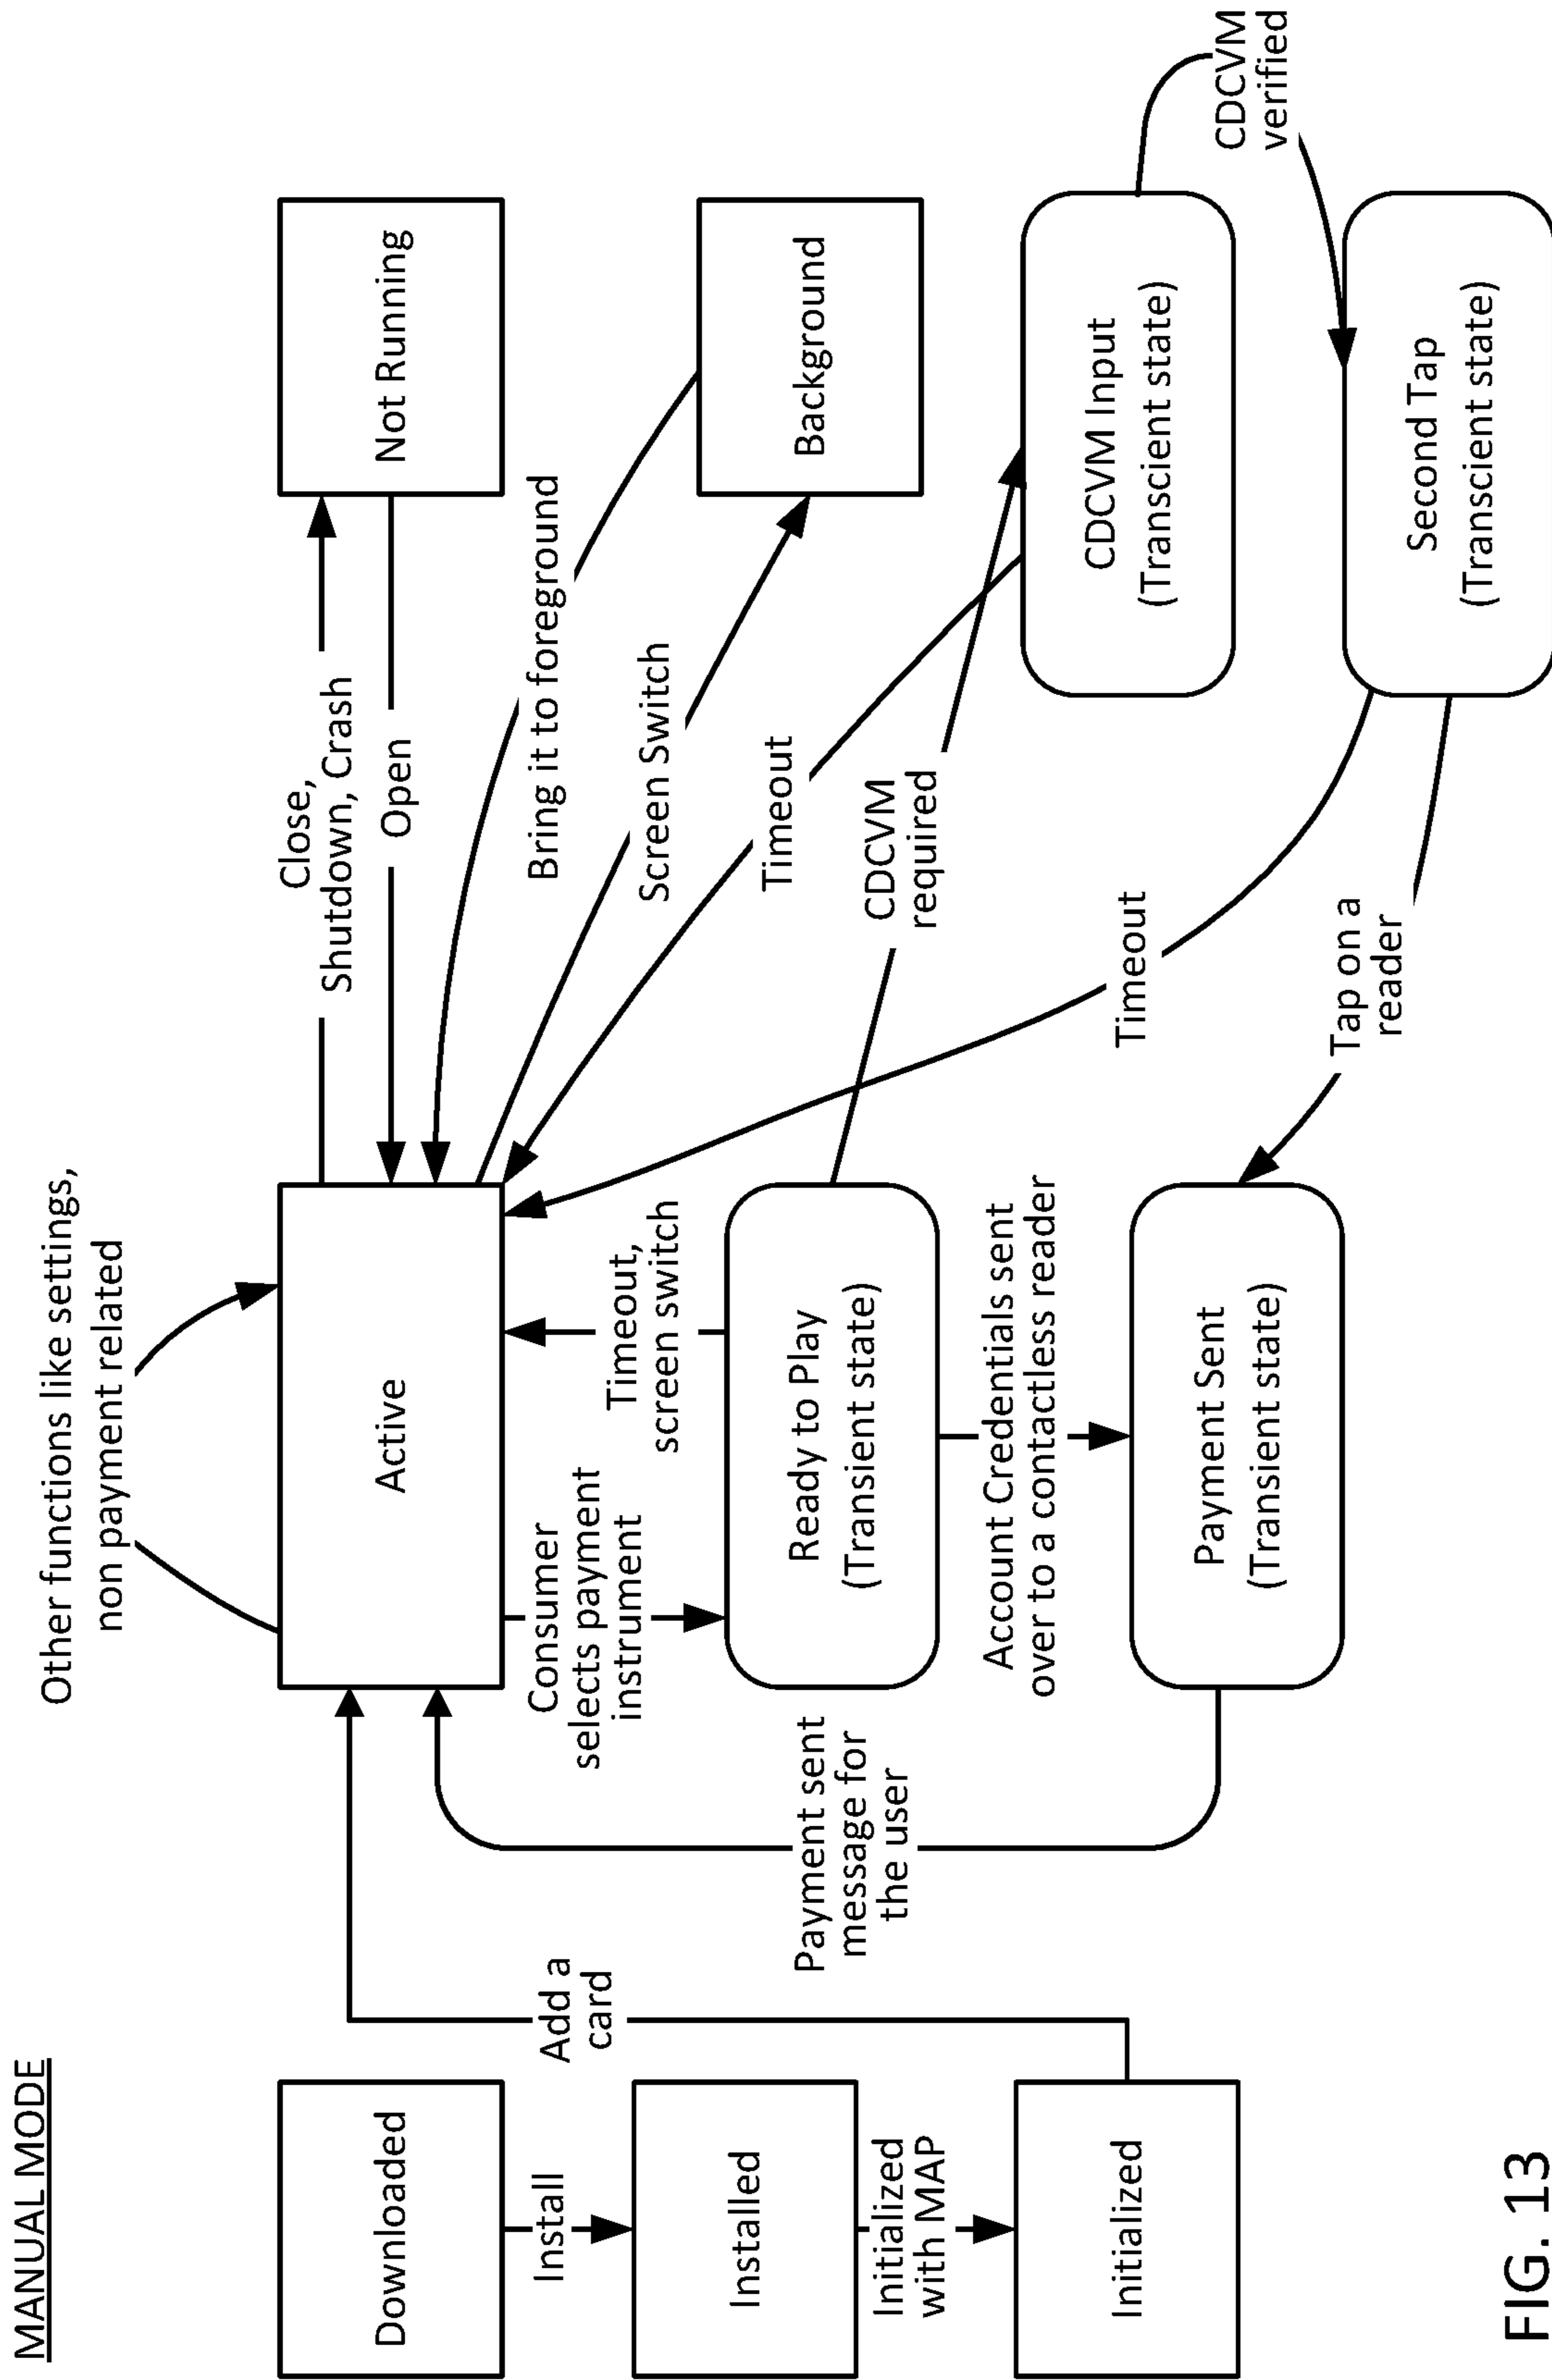 MANUAL MODE
Other functions like settings,
non payment related
Downloaded
Install
Installed
Initialized
with MAP
Initialized
Add a
card
Active
Close,
Shutdown, Crash
Open
Not Running
Bring it to foreground
Screen Switch
Background
Consumer
selects payment
instrument
Timeout,
screen switch
Timeout
CDCVM
required
Ready to Play
(Transient state)
CDCVM Input
(Transcient state)
CDCVM
verified
Payment sent
message for
the user
Account Credentials sent
over to a contactless reader
Timeout
Tap on a
reader
Payment Sent
(Transient state)
Second Tap
(Transcient state)
FIG. 13